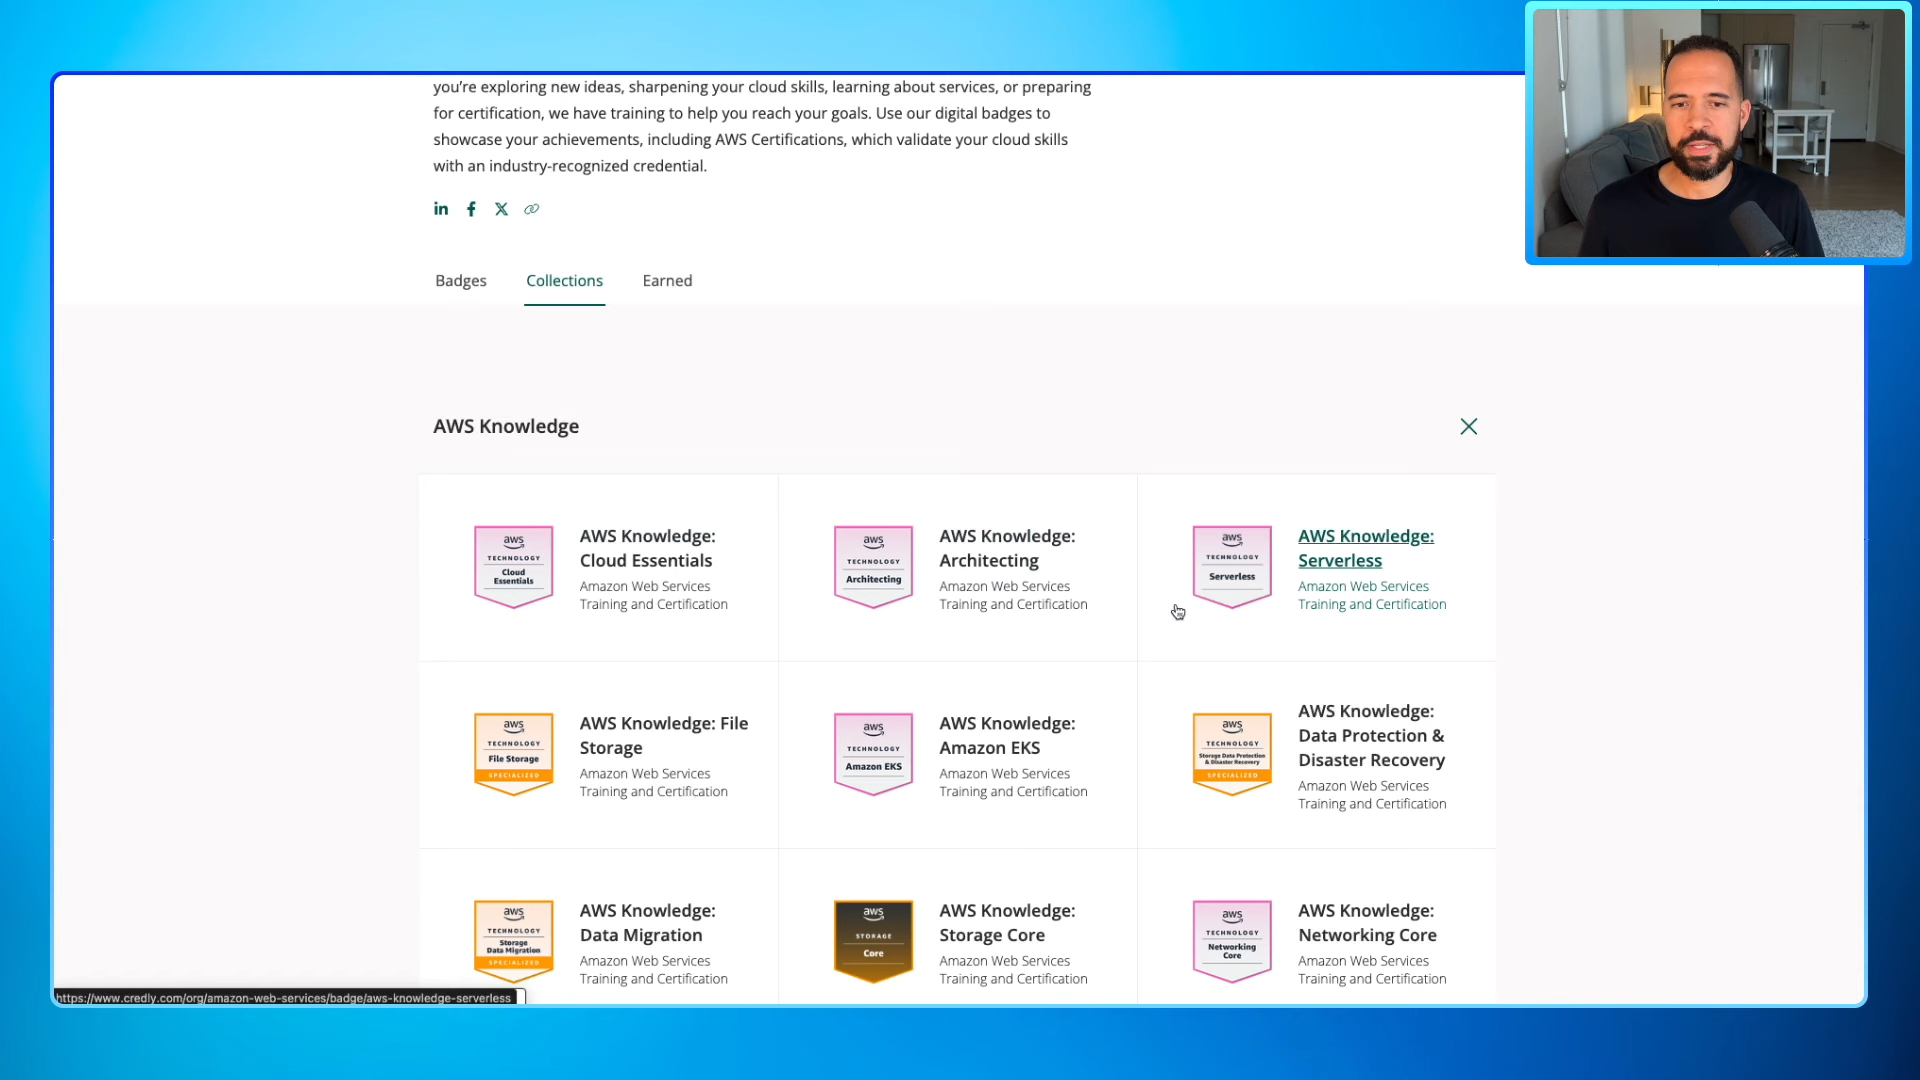 you're exploring new ideas, sharpening your cloud skills, learning about services, or preparing
for certification, we have training to help you reach your goals. Use our digital badges to
showcase your achievements, including AWS Certifications, which validate your cloud skills
with an industry-recognized credential.
Badges
Collections
Earned
AWS Knowledge
aws
TECHNOLOGY
Cloud
Essentials
AWS Knowledge:
Cloud Essentials
Amazon Web Services
Training and Certification
aws
TECHNOLOGY
Architecting
AWS Knowledge:
Architecting
Amazon Web Services
Training and Certification
aws
TECHNOLOGY
Serverless
AWS Knowledge:
Serverless
Amazon Web Services
Training and Certification
aws
TECHNOLOGY
File Storage
SPECIALIZED
AWS Knowledge: File
Storage
Amazon Web Services
Training and Certification
aws
TECHNOLOGY
Amazon EKS
AWS Knowledge:
Amazon EKS
Amazon Web Services
Training and Certification
aws
TECHNOLOGY
Storage Data Protection
& Disaster Recovery
SPECIALIZED
AWS Knowledge:
Data Protection &
Disaster Recovery
Amazon Web Services
Training and Certification
aws
TECHNOLOGY
Storage
Data Migration
SPECIALIZED
AWS Knowledge:
Data Migration
Amazon Web Services
Training and Certification
aws
STORAGE
Core
AWS Knowledge:
Storage Core
Amazon Web Services
Training and Certification
aws
TECHNOLOGY
Networking
Core
AWS Knowledge:
Networking Core
Amazon Web Services
Training and Certification
https://www.credly.com/org/amazon-web-services/badge/aws-knowledge-serverless